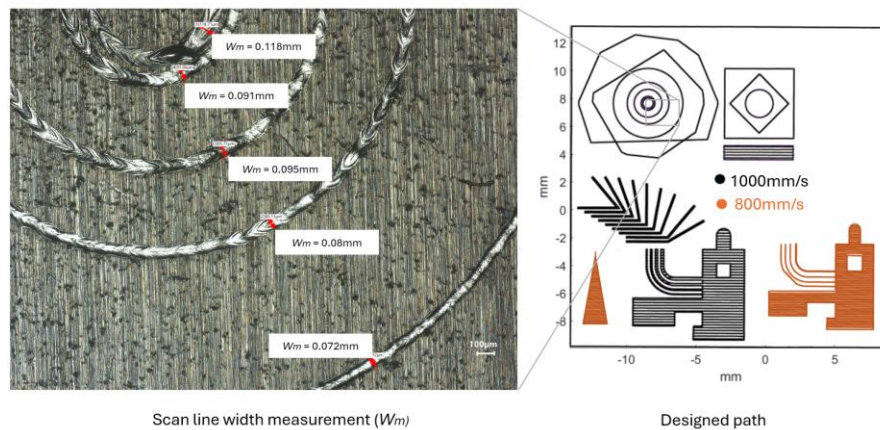 Wm = 0.118mm
Wm = 0.091mm
Wm = 0.095mm
Wm = 0.08mm
Wm = 0.072mm
100μm
Scan line width measurement (Wm)
12
10
8
6
4
2
0
-2
-4
-6
-8
mm
1000mm/s
800mm/s
-10
-5
0
5
mm
Designed path